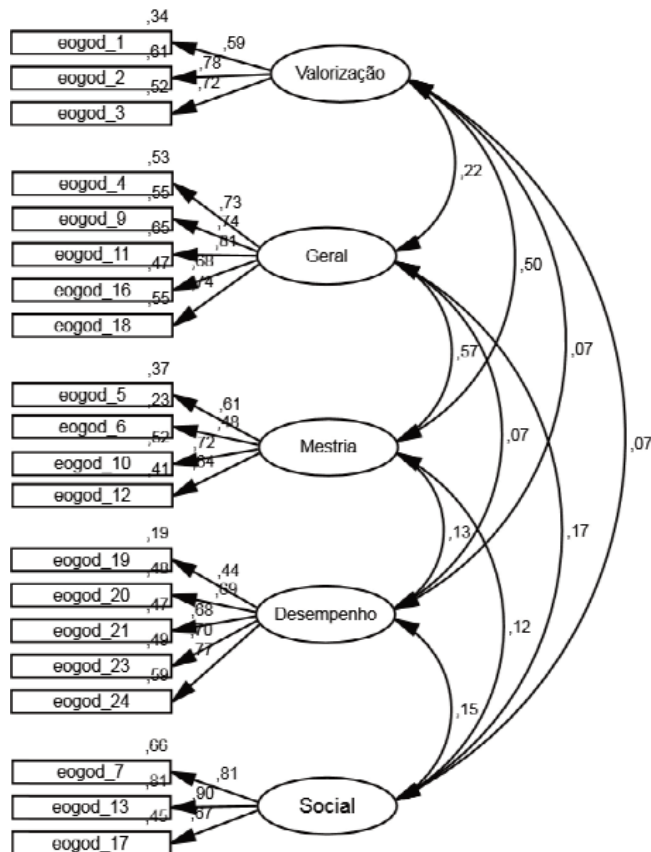 ,34
eogod_1
,59
,61
eogod_2
,78
Valorização
,52
eogod_3
,72
,22
,53
eogod_4
,73
,55
eogod_9
,74
,65
eogod_11
,81
Geral
,47
eogod_16
,68
,50
,55
eogod_18
,74
,57
,07
,37
eogod_5
,61
,23
eogod_6
,48
Mestria
,07
,07
,52
eogod_10
,72
,41
eogod_12
,64
,13
,17
,19
eogod_19
,44
,48
eogod_20
,69
,47
eogod_21
,68
Desempenho
,12
,49
eogod_23
,70
,59
eogod_24
,77
,15
,66
eogod_7
,81
,81
eogod_13
,90
Social
,45
eogod_17
,67